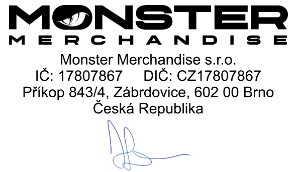 MONSTER
MERCHANDISE
Monster Merchandise s.r.o.
IČ: 17807867 DIČ: CZ17807867
Příkop 843/4, Zábrdovice, 602 00 Brno
Česká Republika